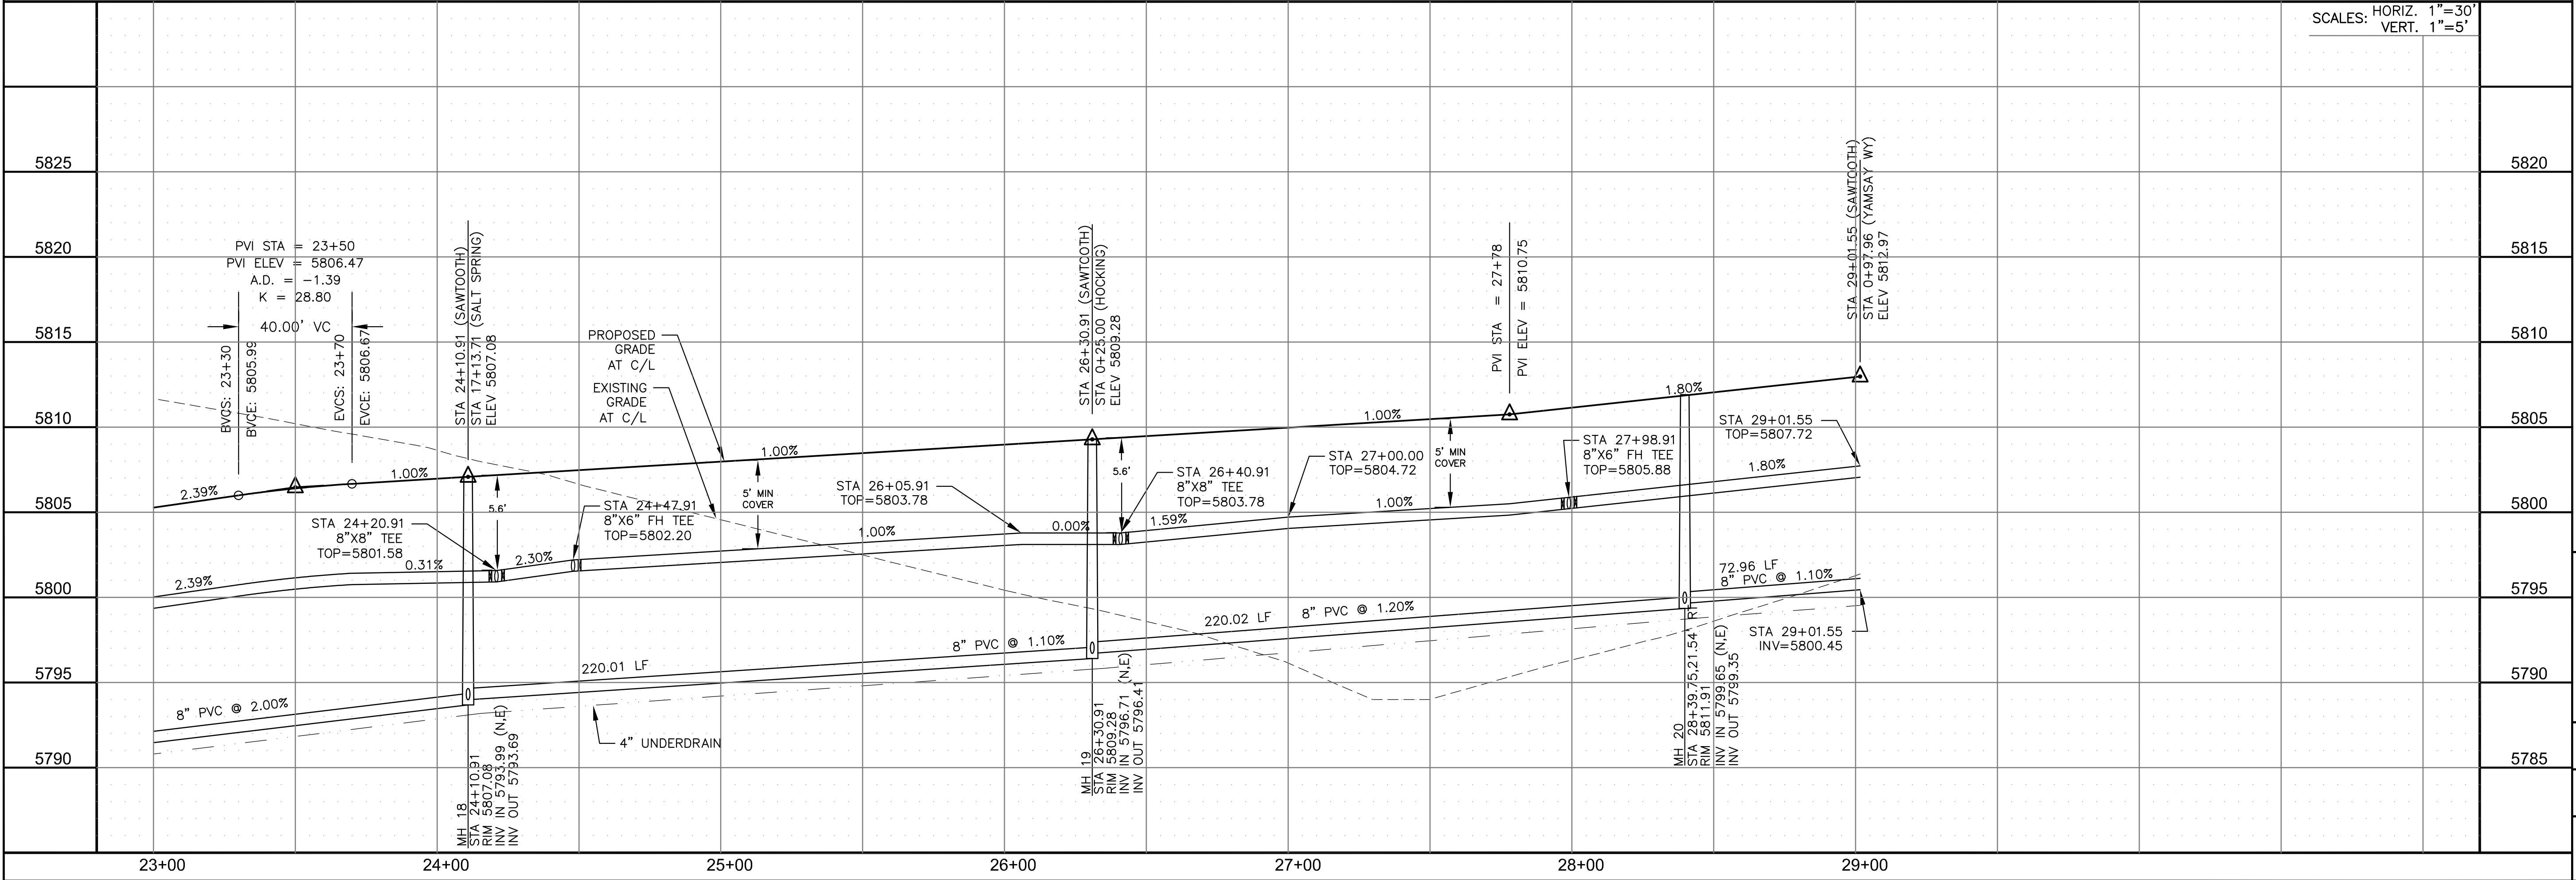 SCALES: HORIZ. 1"=30'
VERT. 1"=5'
5825
5820
5815
5810
5805
5800
5795
5790
5820
5815
5810
5805
5800
5795
5790
5785
PVI STA = 23+50
PVI ELEV = 5806.47
A.D. = -1.39
K = 28.80
40.00' VC
BVCS: 23+30
BVCE: 5805.99
EVCS: 23+70
EVCE: 5806.67
STA 24+10.91 (SAWTOOTH)
STA 17+13.71 (SALT SPRING)
ELEV 5807.08
PROPOSED
GRADE
AT C/L
EXISTING
GRADE
AT C/L
STA 26+30.91 (SAWTOOTH)
STA 0+25.00 (HOCKING)
ELEV 5809.28
PVI STA = 27+78
PVI ELEV = 5810.75
STA 29+01.55 (SAWTOOTH)
STA 0+97.96 (YAMSAY WY)
ELEV 5812.97
2.39%
1.00%
1.00%
1.00%
1.80%
5.6'
5' MIN
COVER
5.6'
5' MIN
COVER
STA 24+20.91
8"X8" TEE
TOP=5801.58
STA 24+47.91
8"X6" FH TEE
TOP=5802.20
STA 26+05.91
TOP=5803.78
STA 26+40.91
8"X8" TEE
TOP=5803.78
STA 27+00.00
TOP=5804.72
STA 27+98.91
8"X6" FH TEE
TOP=5805.88
STA 29+01.55
TOP=5807.72
2.39%
0.31%
2.30%
1.00%
0.00%
1.59%
1.00%
1.80%
8" PVC @ 2.00%
220.01 LF
8" PVC @ 1.10%
220.02 LF
8" PVC @ 1.20%
72.96 LF
8" PVC @ 1.10%
STA 29+01.55
INV=5800.45
4" UNDERDRAIN
MH 18
STA 24+10.91
RIM 5807.08
INV IN 5793.99 (N,E)
INV OUT 5793.69
MH 19
STA 26+30.91
RIM 5809.28
INV IN 5796.71 (N,E)
INV OUT 5796.41
MH 20
STA 28+39.75,21.54 RT
RIM 5811.91
INV IN 5799.65 (N,E)
INV OUT 5799.35
23+00
24+00
25+00
26+00
27+00
28+00
29+00